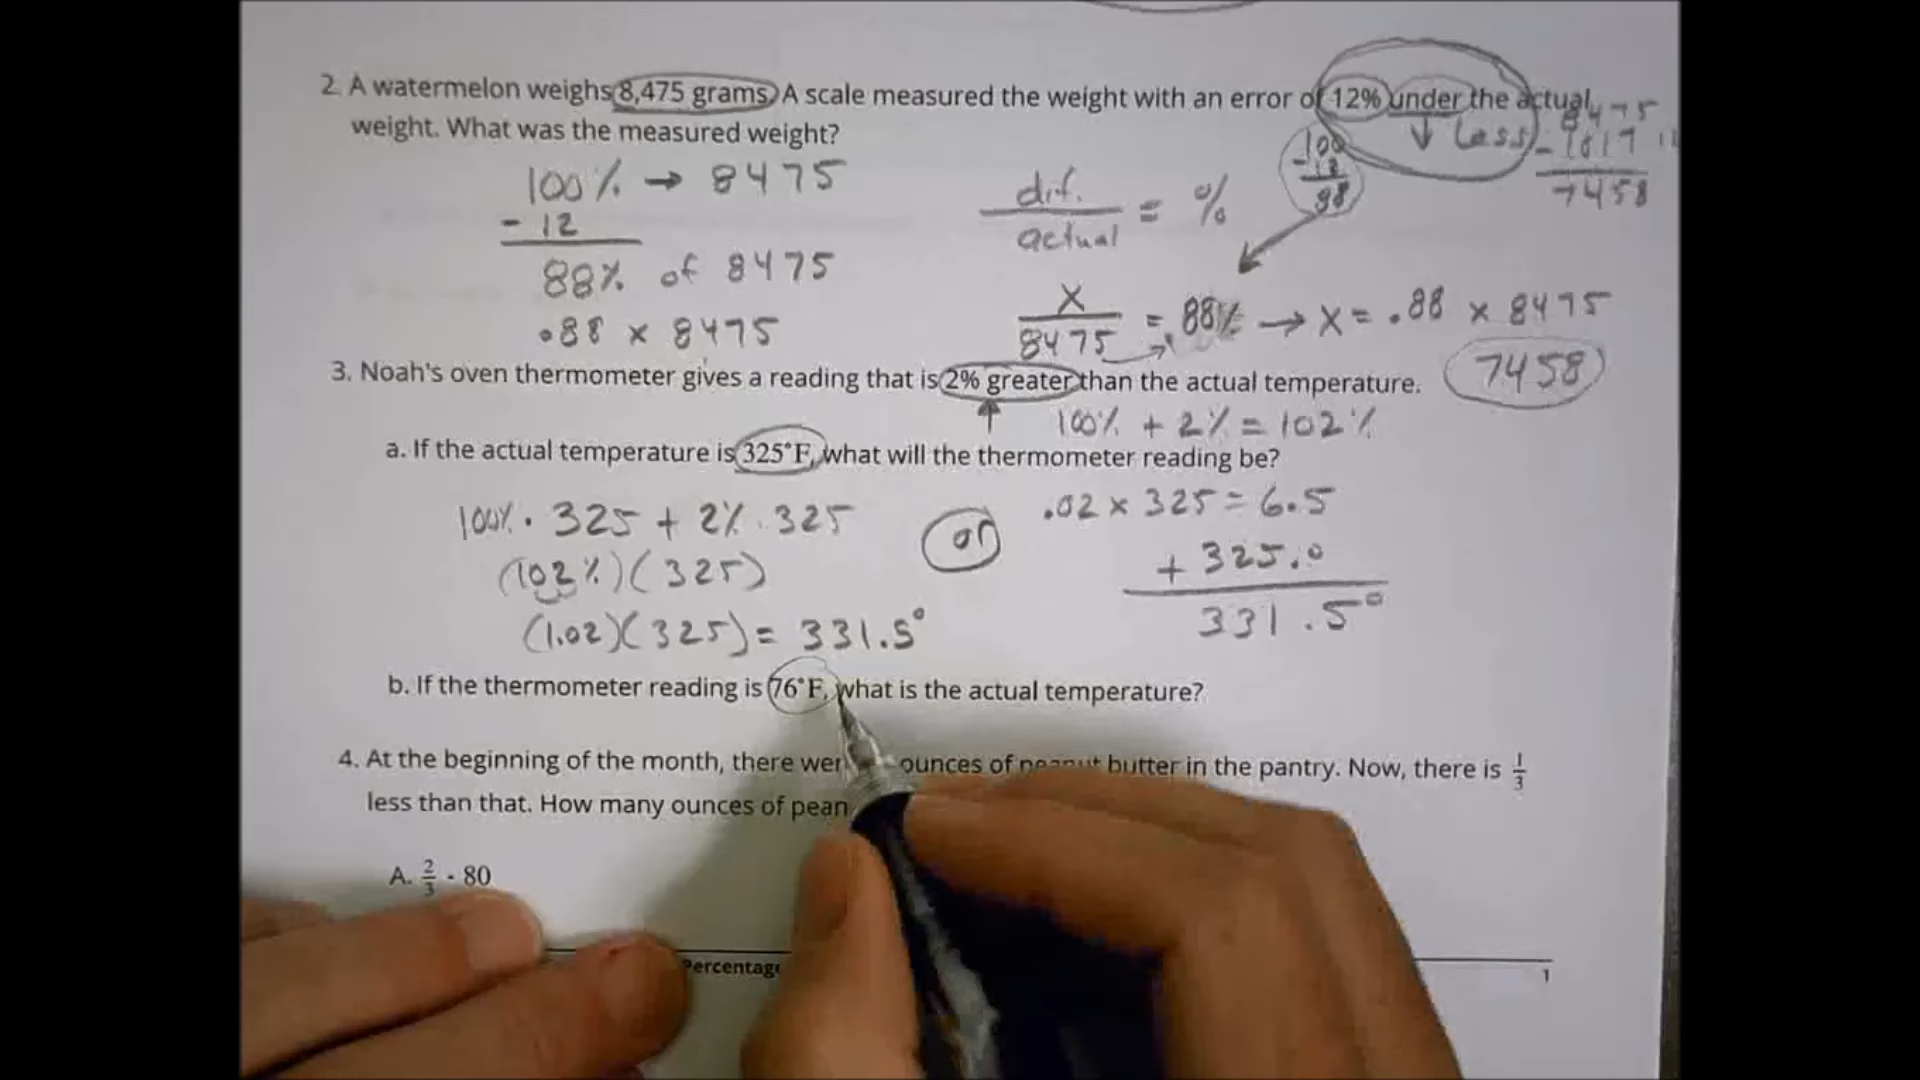 2. A watermelon weighs 8,475 grams. A scale measured the weight with an error of 12% under the actual
weight. What was the measured weight?
↓ Less
100
-12
88
8475
- 1017
7458
100% → 8475
- 12
88% of 8475
.88 x 8475
dif.
actual
= %
x
8475
= .88% → x = .88 x 8475
7458
3. Noah's oven thermometer gives a reading that is 2% greater than the actual temperature.
100% + 2% = 102%
a. If the actual temperature is 325°F, what will the thermometer reading be?
100% · 325 + 2% · 325
(102%)(325)
(1.02)(325) = 331.5°
or
.02 x 325 = 6.5
+ 325.0
331.5°
b. If the thermometer reading is 76°F, what is the actual temperature?
4. At the beginning of the month, there ounces of butter in the pantry. Now, there is 1/3
less than that. How many ounces of
A. 2/3 · 80
1